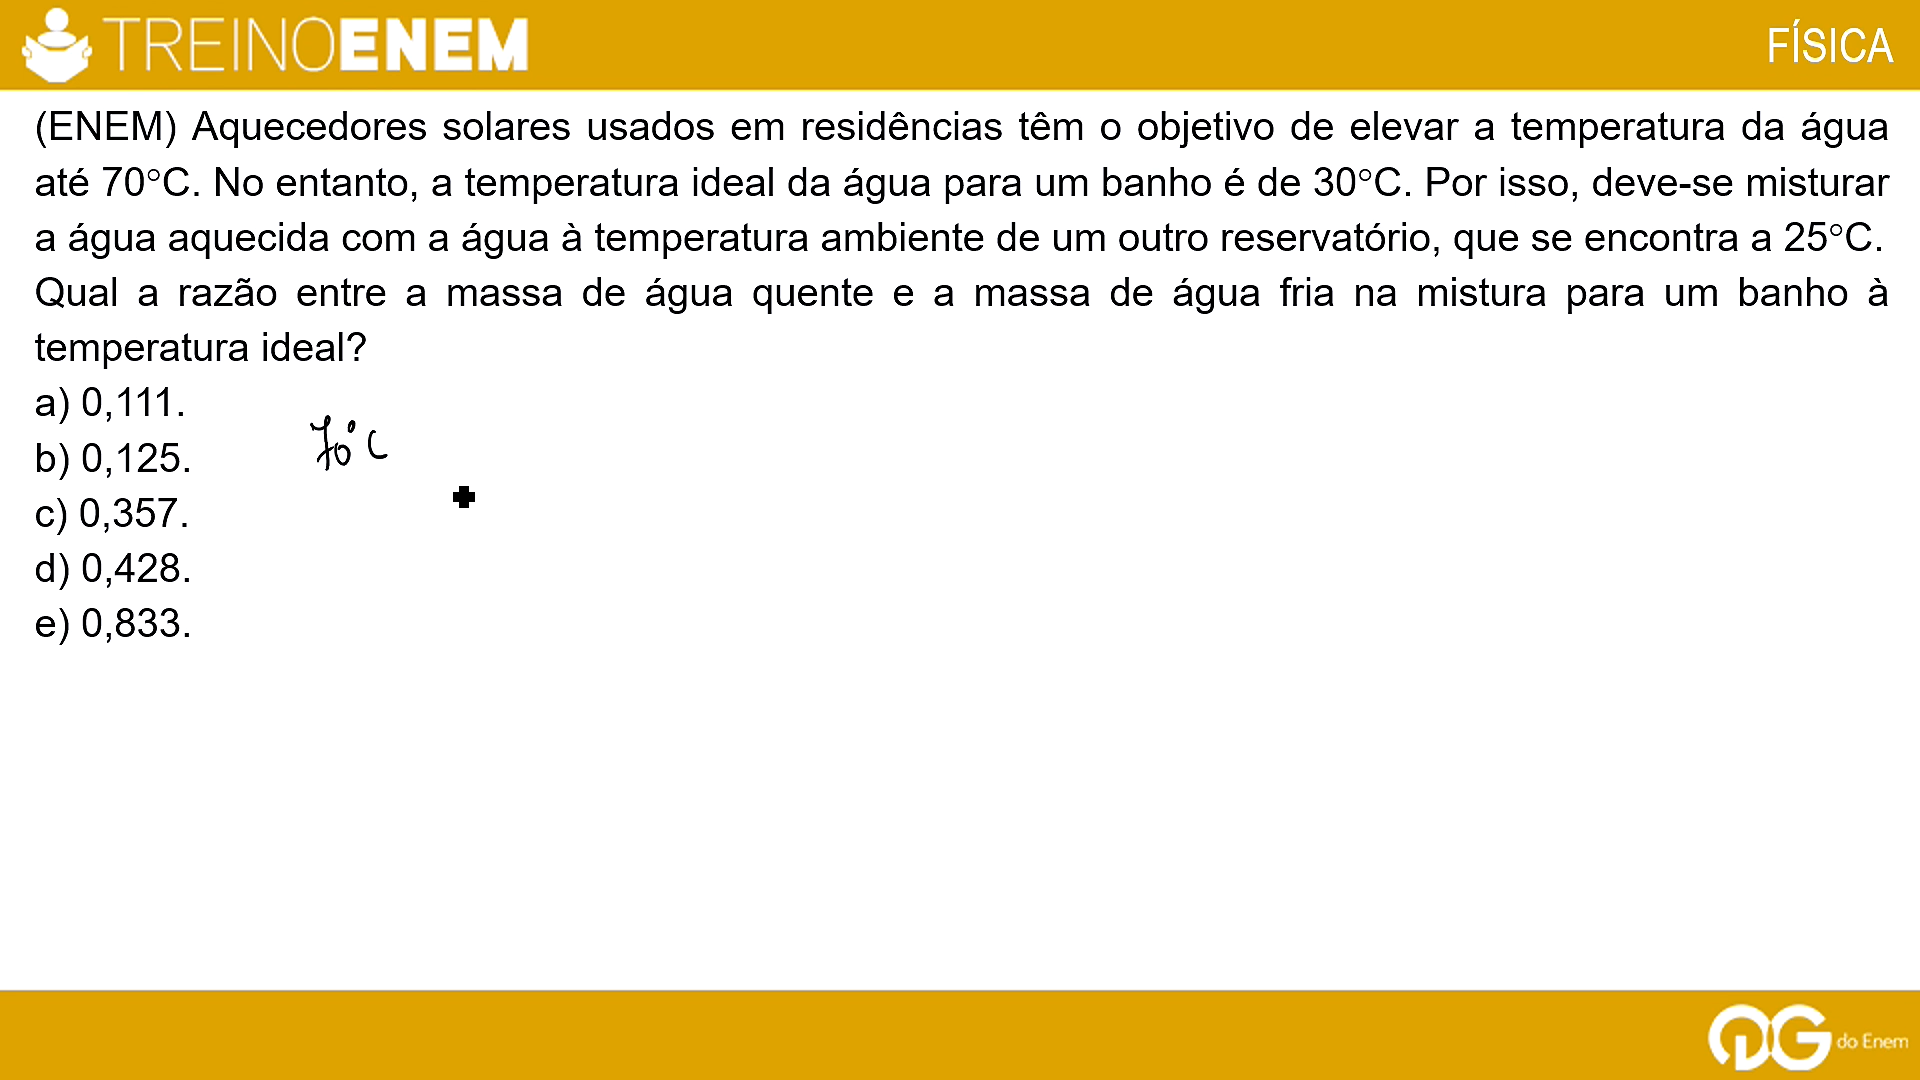 TREINOENEM
FÍSICA
(ENEM) Aquecedores solares usados em residências têm o objetivo de elevar a temperatura da água
até 70°C. No entanto, a temperatura ideal da água para um banho é de 30°C. Por isso, deve-se misturar
a água aquecida com a água à temperatura ambiente de um outro reservatório, que se encontra a 25°C.
Qual a razão entre a massa de água quente e a massa de água fria na mistura para um banho à
temperatura ideal?
a) 0,111.
b) 0,125.
c) 0,357.
d) 0,428.
e) 0,833.
70°C
QG do Enem